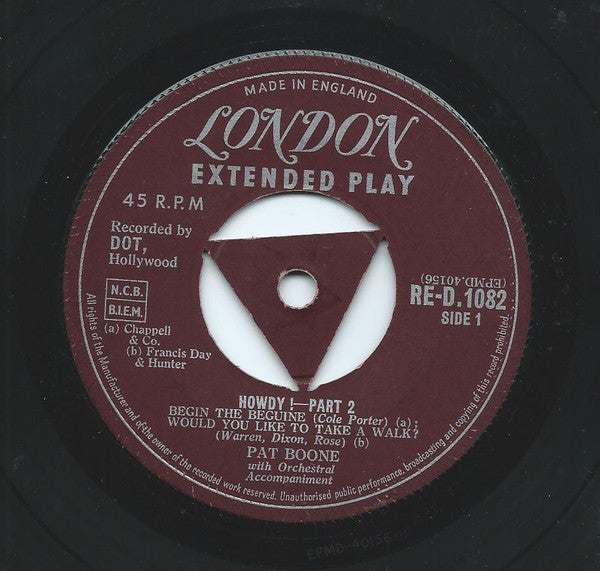 MADE IN ENGLAND
LONDON
EXTENDED PLAY
45 R.P.M
Recorded by
DOT,
Hollywood
N.C.B.
B.I.E.M.
(a) Chappell
& Co.
(b) Francis Day
& Hunter
(EPMD.40156)
RE-D.1082
SIDE 1
HOWDY !—PART 2
BEGIN THE BEGUINE (Cole Porter) (a);
WOULD YOU LIKE TO TAKE A WALK?
(Warren, Dixon, Rose) (b)
PAT BOONE
with Orchestral
Accompaniment
All rights of the Manufacturer and of the owner of the recorded work reserved. Unauthorised public performance, broadcasting and copying of this record prohibited.